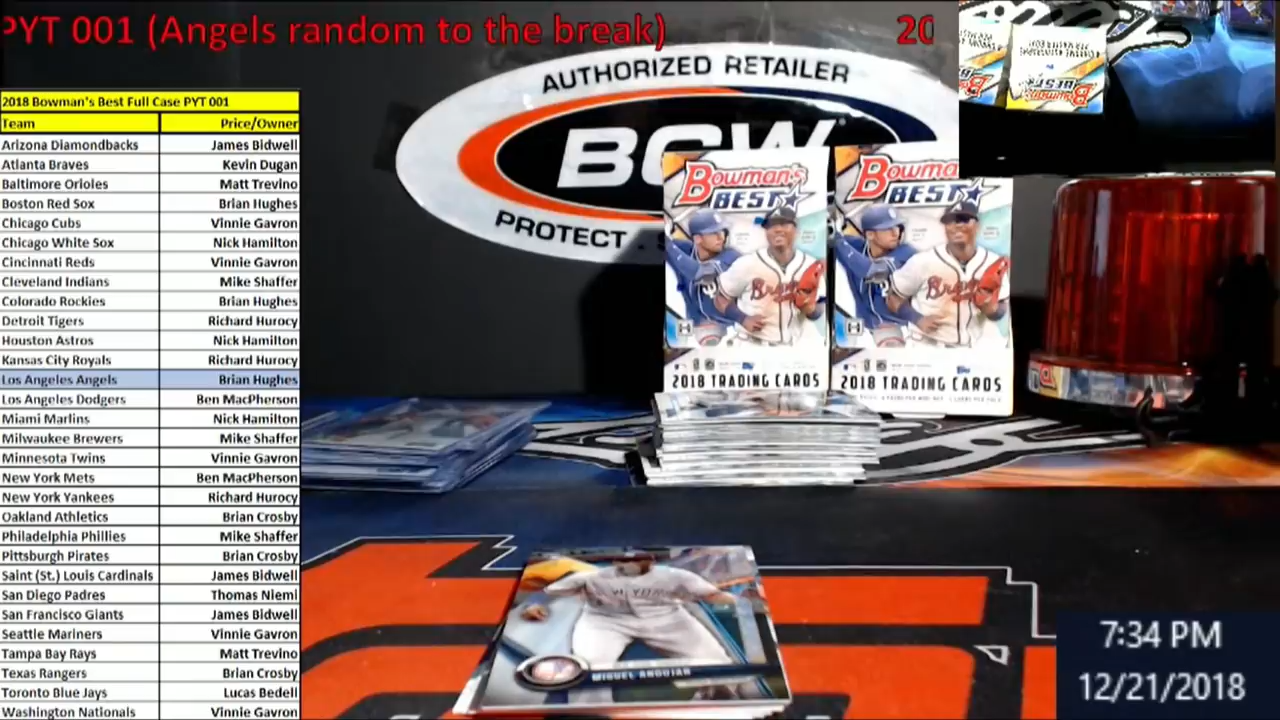 PYT 001 (Angels random to the break)
20
2018 Bowman's Best Full Case PYT 001
Team Price/Owner
Arizona Diamondbacks James Bidwell
Atlanta Braves Kevin Dugan
Baltimore Orioles Matt Trevino
Boston Red Sox Brian Hughes
Chicago Cubs Vinnie Gavron
Chicago White Sox Nick Hamilton
Cincinnati Reds Vinnie Gavron
Cleveland Indians Mike Shaffer
Colorado Rockies Brian Hughes
Detroit Tigers Richard Hurocy
Houston Astros Nick Hamilton
Kansas City Royals Richard Hurocy
Los Angeles Angels Brian Hughes
Los Angeles Dodgers Ben MacPherson
Miami Marlins Nick Hamilton
Milwaukee Brewers Mike Shaffer
Minnesota Twins Vinnie Gavron
New York Mets Ben MacPherson
New York Yankees Richard Hurocy
Oakland Athletics Brian Crosby
Philadelphia Phillies Mike Shaffer
Pittsburgh Pirates Brian Crosby
Saint (St.) Louis Cardinals James Bidwell
San Diego Padres Thomas Nieml
San Francisco Giants James Bidwell
Seattle Mariners Vinnie Gavron
Tampa Bay Rays Matt Trevino
Texas Rangers Brian Crosby
Toronto Blue Jays Lucas Bedell
Washington Nationals Vinnie Gavron
AUTHORIZED RETAILER
BCW
PROTECT
Bowman's
BEST
Braves
2018 TRADING CARDS
Bowman
BEST
Braves
2018 TRADING CARDS
Bowman's
BEST
MIGUEL ANDUJAR
7:34 PM
12/21/2018